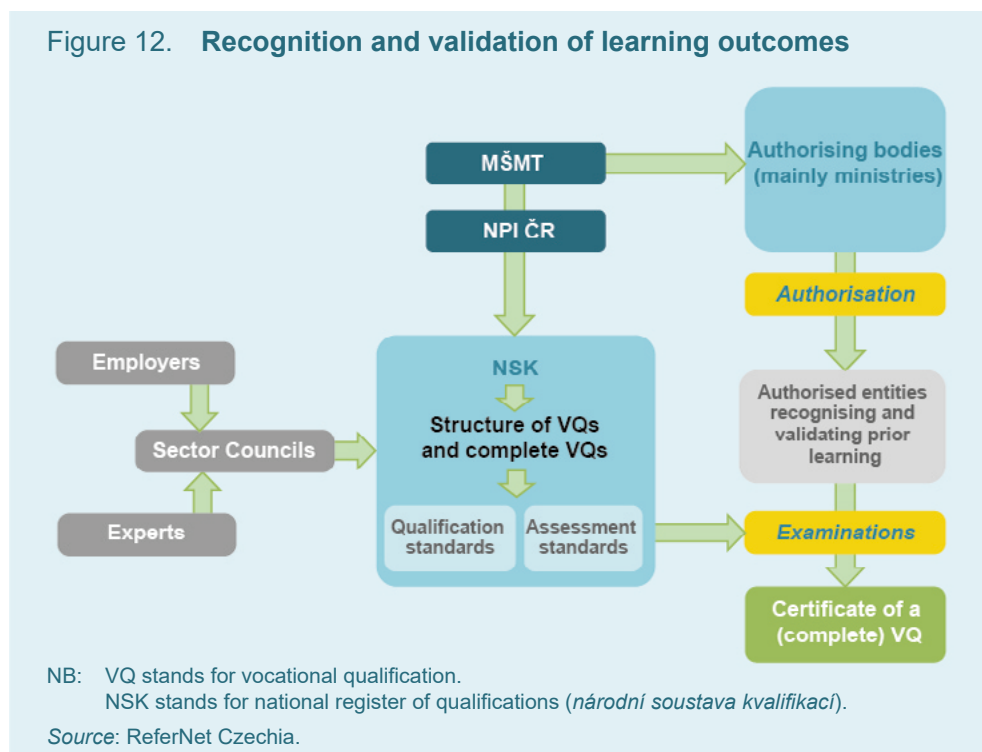 Figure 12. Recognition and validation of learning outcomes
MŠMT
Authorising bodies
(mainly ministries)
NPI ČR
Authorisation
Employers
NSK
Structure of VQs
and complete VQs
Sector Councils
Authorised entities
recognising and
validating prior
learning
Experts
Qualification
standards
Assessment
standards
Examinations
Certificate of a
(complete) VQ
NB: VQ stands for vocational qualification.
NSK stands for national register of qualifications (národní soustava kvalifikací).
Source: ReferNet Czechia.